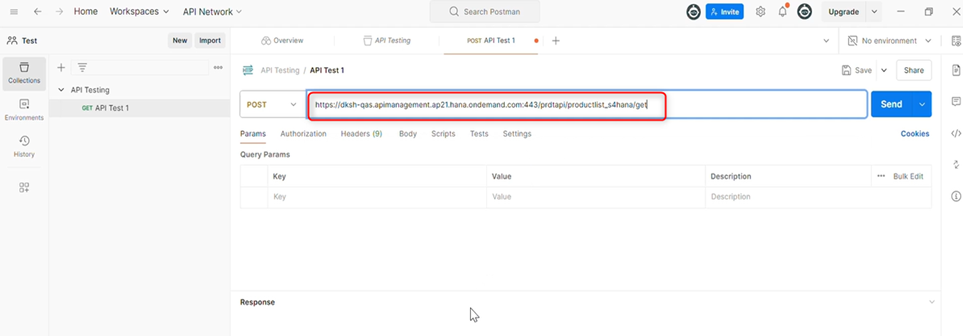 Home Workspaces API Network Search Postman Invite Upgrade
Test New Import Overview API Testing POST API Test 1 No environment
Collections
API Testing / API Test 1 Save Share
API Testing
GET API Test 1
POST https://dksh-qas.apimanagement.ap21.hana.ondemand.com:443/prdtapi/productlist_s4hana/get Send
Environments
Params Authorization Headers (9) Body Scripts Tests Settings Cookies
History
Query Params
Key Value Description Bulk Edit
Key Value Description
Response